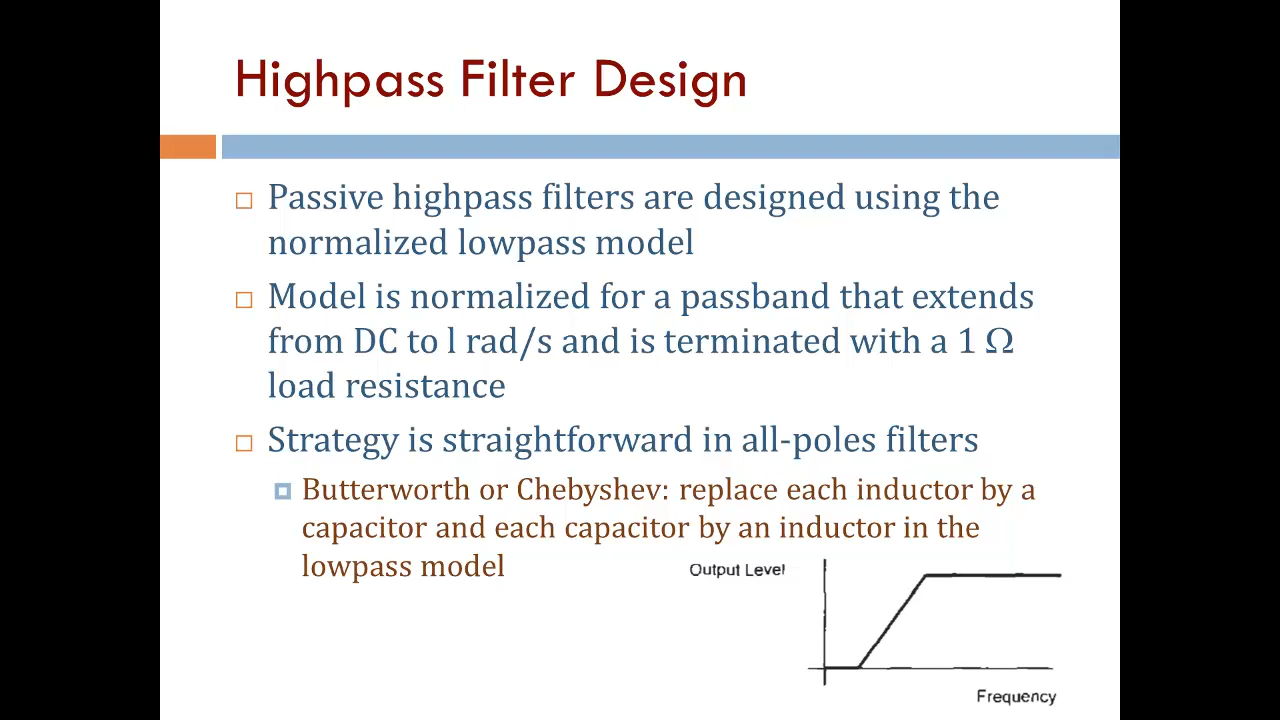 Highpass Filter Design
Passive highpass filters are designed using the
normalized lowpass model
Model is normalized for a passband that extends
from DC to l rad/s and is terminated with a 1 Ω
load resistance
Strategy is straightforward in all-poles filters
Butterworth or Chebyshev: replace each inductor by a
capacitor and each capacitor by an inductor in the
lowpass model
Output Level
Frequency